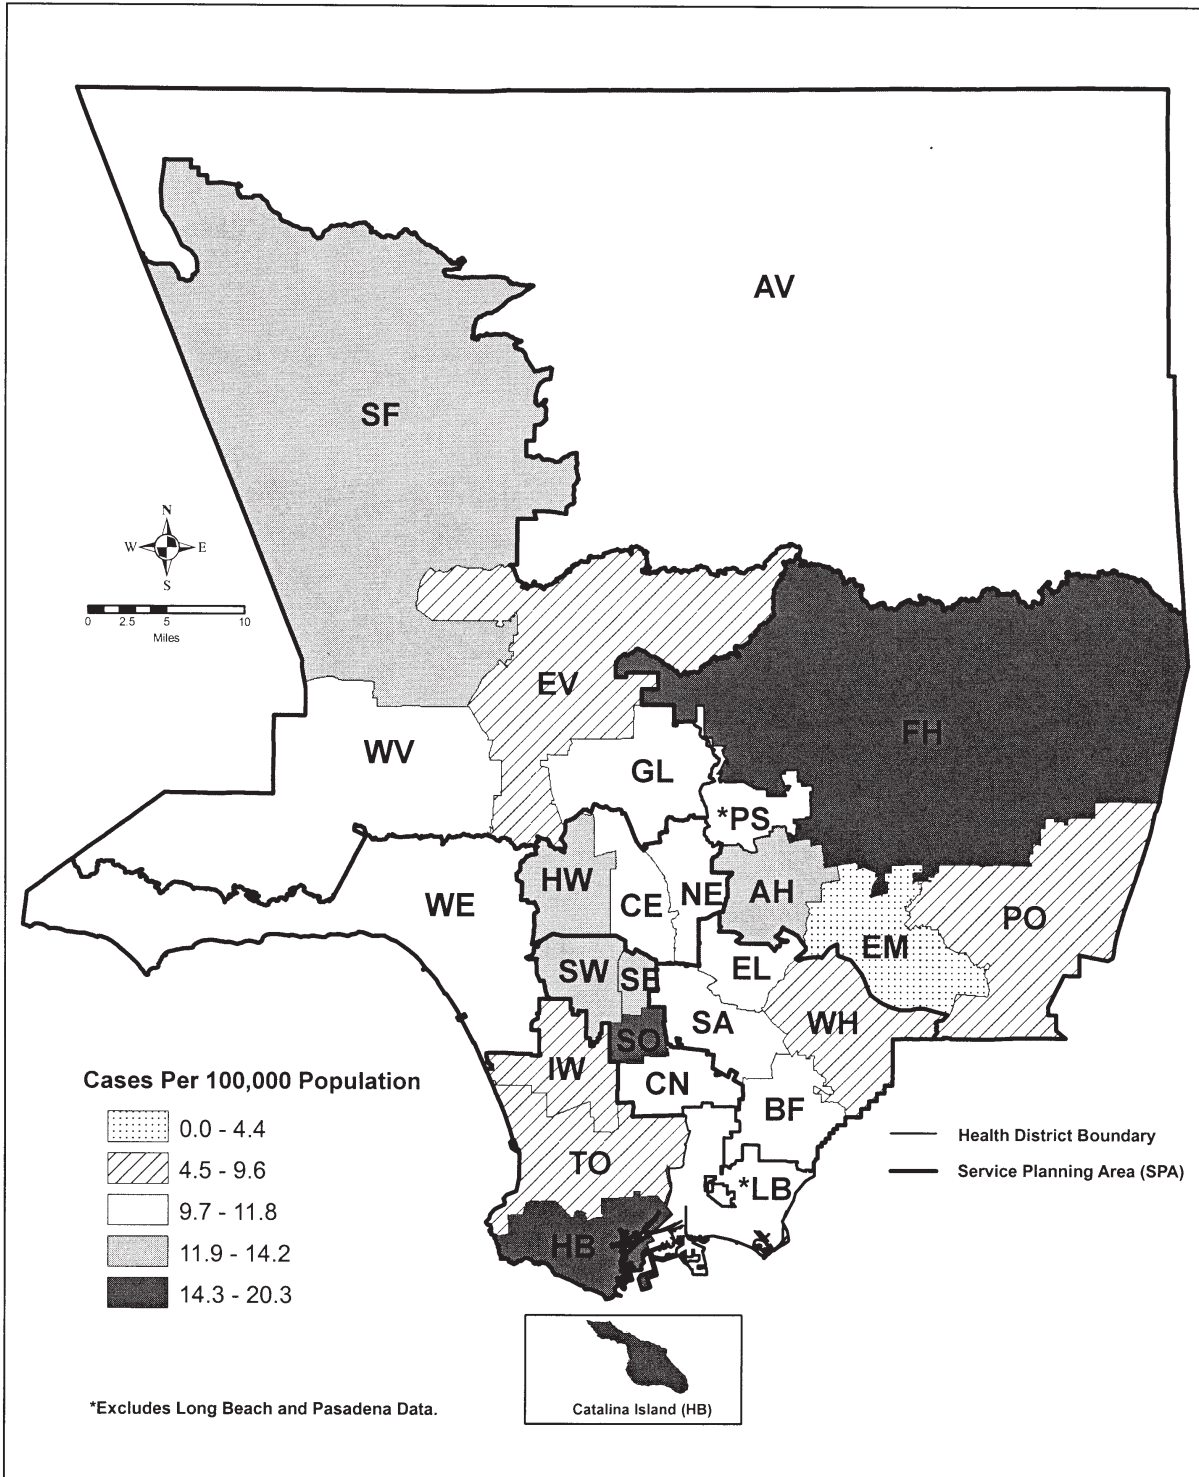 AV
SF
N
W E
S
0 2.5 5 10
Miles
EV
FH
WV
GL
*PS
HW
NE
AH
WE
CE
PO
EM
EL
SW
SE
SA
WH
SO
IW
CN
BF
TO
*LB
HB
Cases Per 100,000 Population
0.0 - 4.4
4.5 - 9.6
9.7 - 11.8
11.9 - 14.2
14.3 - 20.3
Health District Boundary
Service Planning Area (SPA)
*Excludes Long Beach and Pasadena Data.
Catalina Island (HB)